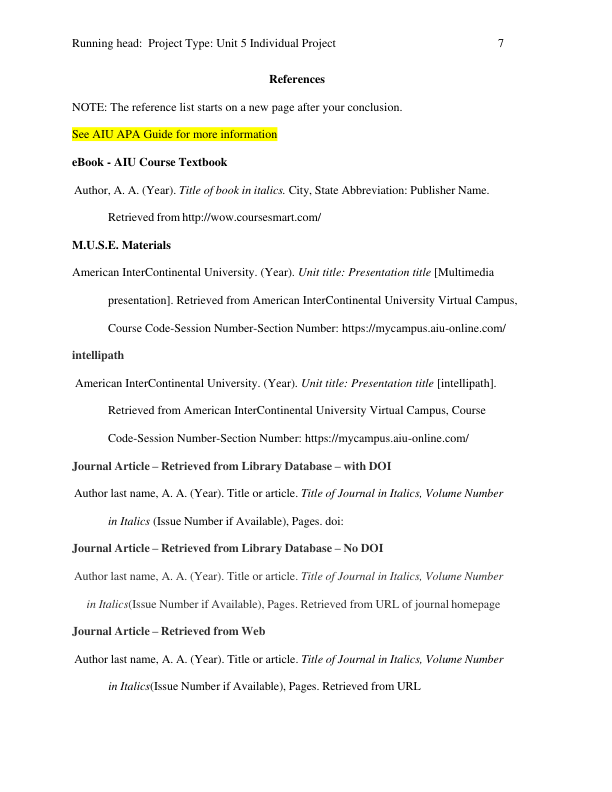 Running head:  Project Type: Unit 5 Individual Project 7
References
NOTE: The reference list starts on a new page after your conclusion.
See AIU APA Guide for more information
eBook - AIU Course Textbook
Author, A. A. (Year). Title of book in italics. City, State Abbreviation: Publisher Name.
Retrieved from http://wow.coursesmart.com/
M.U.S.E. Materials
American InterContinental University. (Year). Unit title: Presentation title [Multimedia
presentation]. Retrieved from American InterContinental University Virtual Campus,
Course Code-Session Number-Section Number: https://mycampus.aiu-online.com/
intellipath
American InterContinental University. (Year). Unit title: Presentation title [intellipath].
Retrieved from American InterContinental University Virtual Campus, Course
Code-Session Number-Section Number: https://mycampus.aiu-online.com/
Journal Article – Retrieved from Library Database – with DOI
Author last name, A. A. (Year). Title or article. Title of Journal in Italics, Volume Number
in Italics (Issue Number if Available), Pages. doi:
Journal Article – Retrieved from Library Database – No DOI
Author last name, A. A. (Year). Title or article. Title of Journal in Italics, Volume Number
in Italics(Issue Number if Available), Pages. Retrieved from URL of journal homepage
Journal Article – Retrieved from Web
Author last name, A. A. (Year). Title or article. Title of Journal in Italics, Volume Number
in Italics(Issue Number if Available), Pages. Retrieved from URL